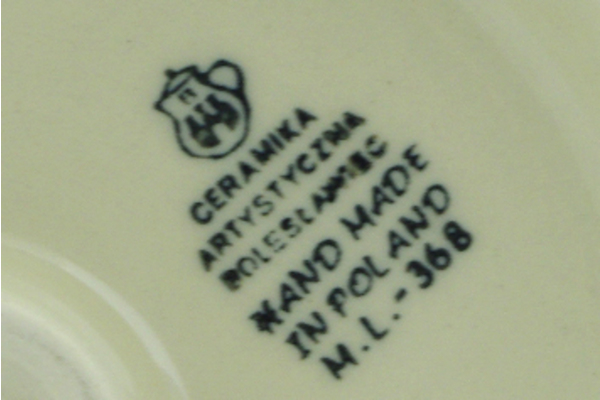 CERAMIKA
ARTYSTYCZNA
BOLESŁAWIEC
HAND MADE
IN POLAND
M.L.-368